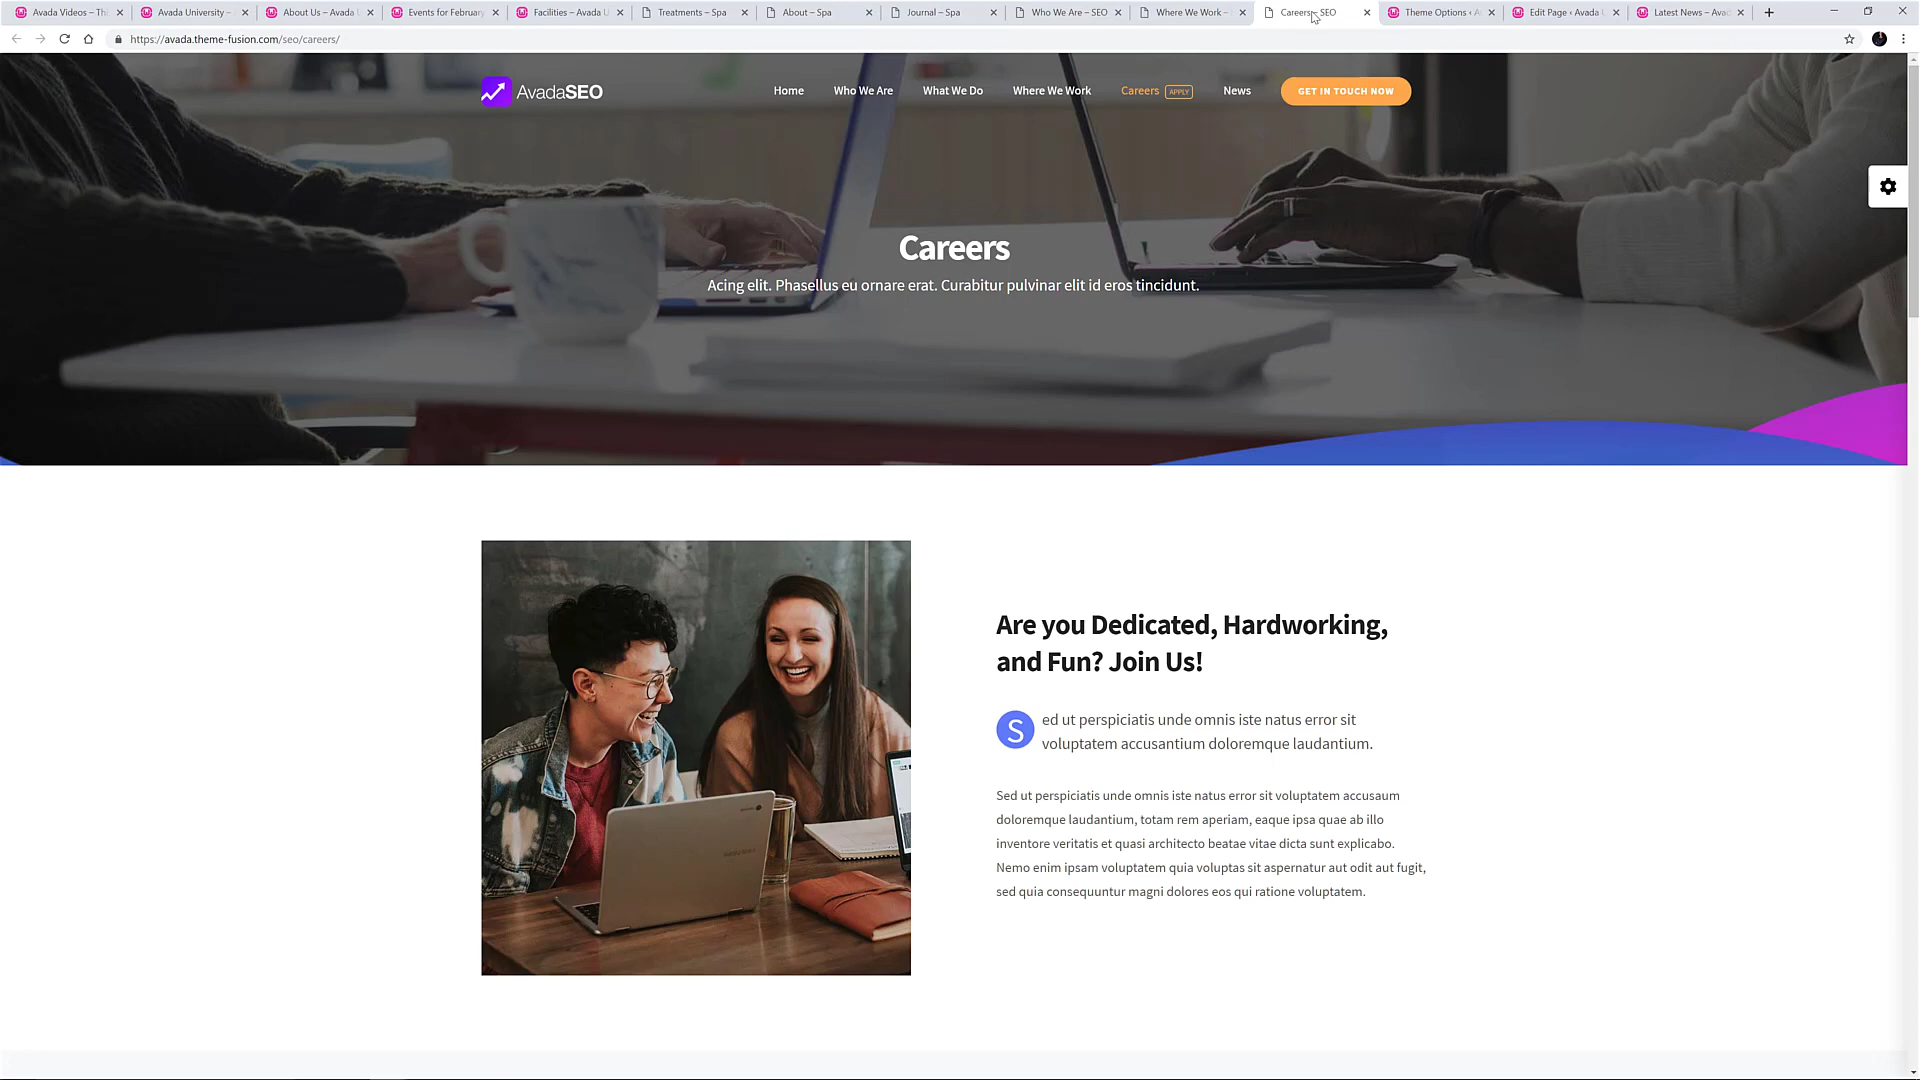 Avada Videos – Thi
Avada University –
About Us – Avada
Events for February
Facilities – Avada U
Treatments – Spa
About – Spa
Journal – Spa
Who We Are – SEO
Where We Work –
Careers – SEO
Theme Options ‹ A
Edit Page ‹ Avada
Latest News – Avad
https://avada.theme-fusion.com/seo/careers/
AvadaSEO
Home
Who We Are
What We Do
Where We Work
Careers APPLY
News
GET IN TOUCH NOW
Careers
Acing elit. Phasellus eu ornare erat. Curabitur pulvinar elit id eros tincidunt.
Are you Dedicated, Hardworking,
and Fun? Join Us!
S ed ut perspiciatis unde omnis iste natus error sit
voluptatem accusantium doloremque laudantium.
Sed ut perspiciatis unde omnis iste natus error sit voluptatem accusaum
doloremque laudantium, totam rem aperiam, eaque ipsa quae ab illo
inventore veritatis et quasi architecto beatae vitae dicta sunt explicabo.
Nemo enim ipsam voluptatem quia voluptas sit aspernatur aut odit aut fugit,
sed quia consequuntur magni dolores eos qui ratione voluptatem.